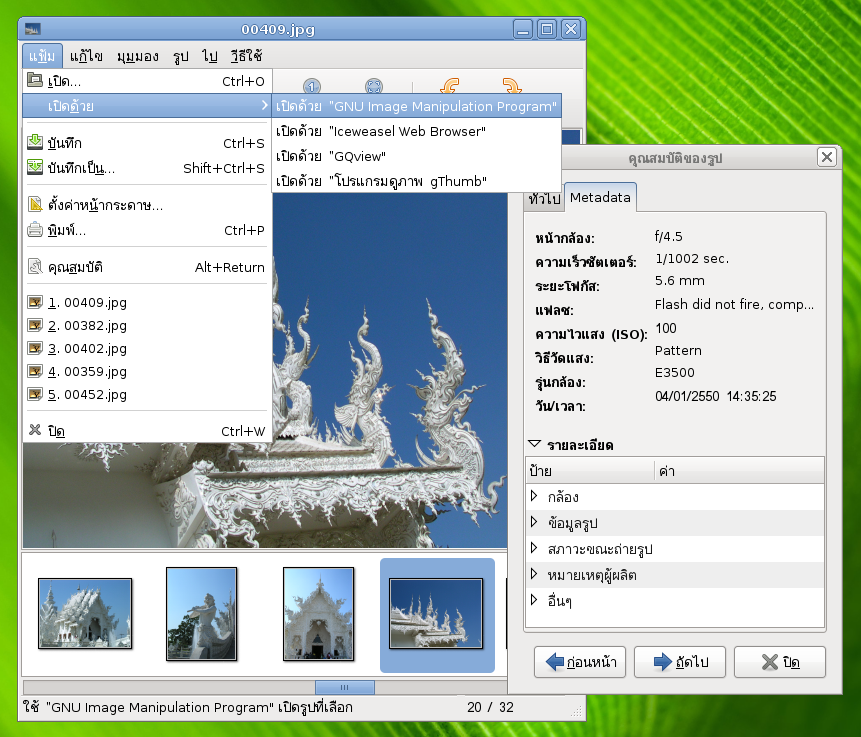 00409.jpg
แฟ้ม แก้ไข มุมมอง รูป ไป วิธีใช้
เปิด... Ctrl+O
เปิดด้วย
เปิดด้วย "GNU Image Manipulation Program"
เปิดด้วย "Iceweasel Web Browser"
เปิดด้วย "GQview"
เปิดด้วย "โปรแกรมดูภาพ gThumb"
บันทึก Ctrl+S
บันทึกเป็น... Shift+Ctrl+S
ตั้งค่าหน้ากระดาษ...
พิมพ์... Ctrl+P
คุณสมบัติ Alt+Return
1. 00409.jpg
2. 00382.jpg
3. 00402.jpg
4. 00359.jpg
5. 00452.jpg
ปิด Ctrl+W
1
ใช้ "GNU Image Manipulation Program" เปิดรูปที่เลือก 20 / 32
คุณสมบัติของรูป
ทั่วไป Metadata
หน้ากล้อง: f/4.5
ความเร็วชัตเตอร์: 1/1002 sec.
ระยะโฟกัส: 5.6 mm
แฟลช: Flash did not fire, comp...
ความไวแสง (ISO): 100
วิธีวัดแสง: Pattern
รุ่นกล้อง: E3500
วัน/เวลา: 04/01/2550 14:35:25
รายละเอียด
ป้าย ค่า
กล้อง
ข้อมูลรูป
สภาวะขณะถ่ายรูป
หมายเหตุผู้ผลิต
อื่นๆ
ก่อนหน้า ถัดไป ปิด